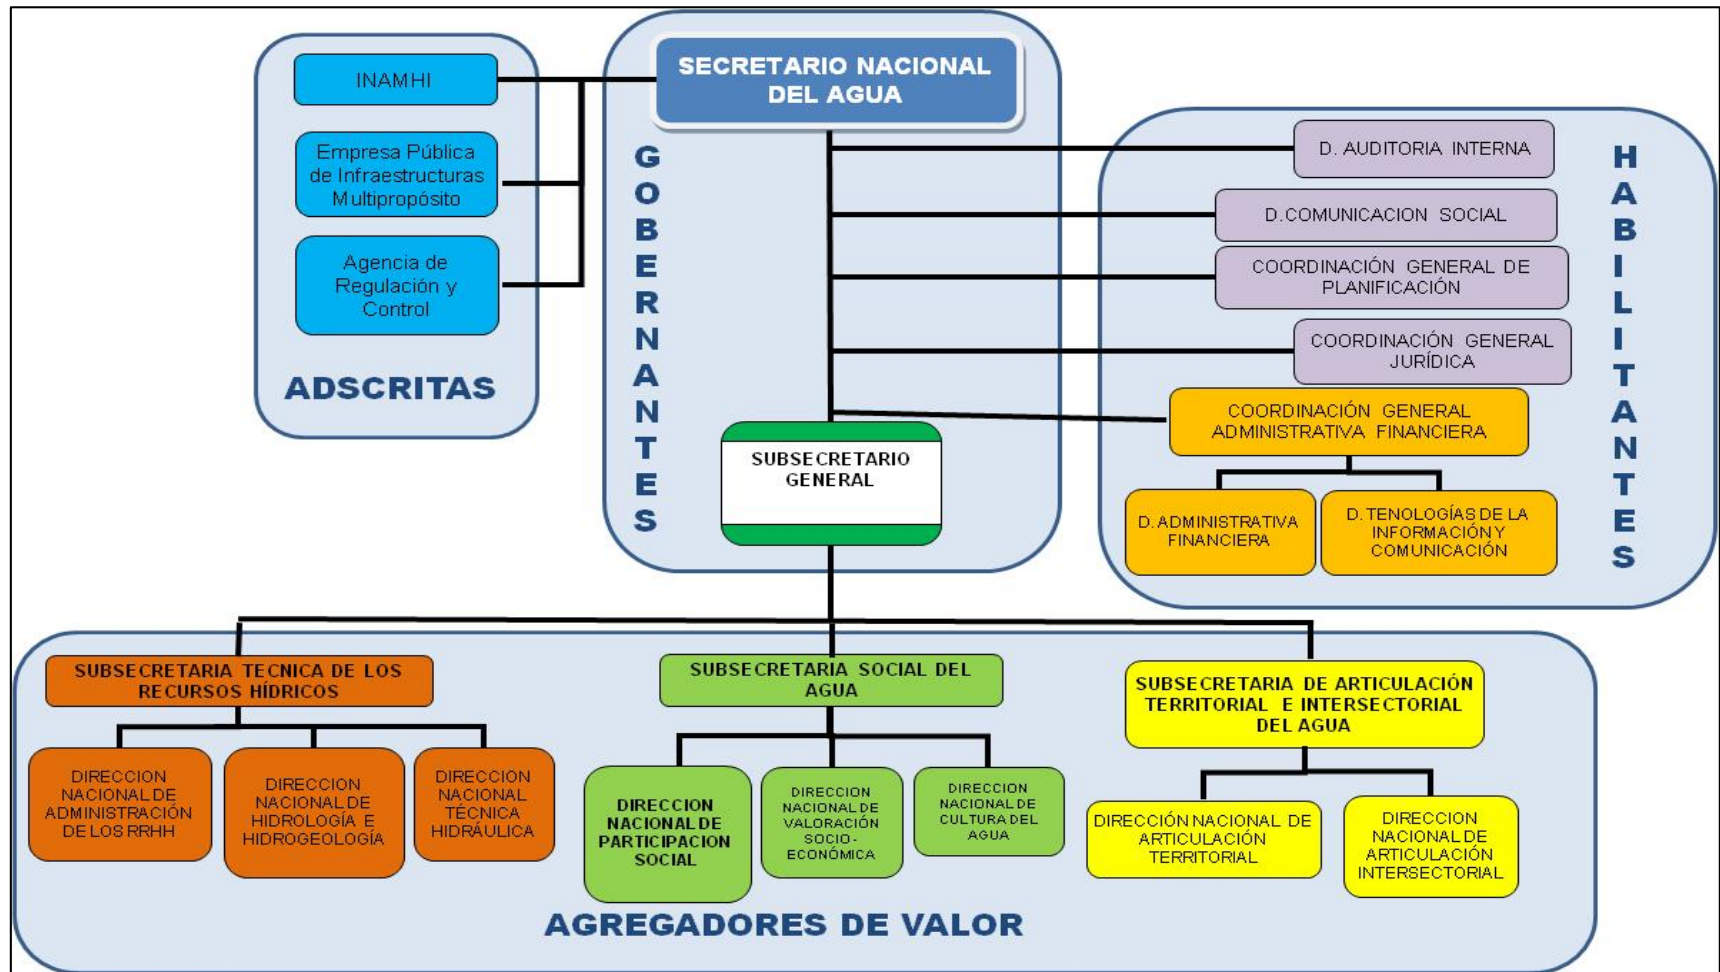 SECRETARIO NACIONAL
DEL AGUA
INAMHI
Empresa Pública
de Infraestructuras
Multipropósito
Agencia de
Regulación y
Control
ADSCRITAS
GOBERNANTES
SUBSECRETARIO
GENERAL
D. AUDITORIA INTERNA
D.COMUNICACION SOCIAL
COORDINACIÓN GENERAL DE
PLANIFICACIÓN
COORDINACIÓN GENERAL
JURÍDICA
COORDINACIÓN GENERAL
ADMINISTRATIVA FINANCIERA
D. ADMINISTRATIVA
FINANCIERA
D. TENOLOGÍAS DE LA
INFORMACIÓN Y
COMUNICACIÓN
HABILITANTES
SUBSECRETARIA TECNICA DE LOS
RECURSOS HÍDRICOS
DIRECCION
NACIONAL DE
ADMINISTRACIÓN
DE LOS RRHH
DIRECCION
NACIONAL DE
HIDROLOGÍA E
HIDROGEOLOGÍA
DIRECCION
NACIONAL
TÉCNICA
HIDRÁULICA
SUBSECRETARIA SOCIAL DEL
AGUA
DIRECCION
NACIONAL DE
PARTICIPACION
SOCIAL
DIRECCION
NACIONAL DE
VALORACIÓN
SOCIO -
ECONÓMICA
DIRECCION
NACIONAL DE
CULTURA DEL
AGUA
SUBSECRETARIA DE ARTICULACIÓN
TERRITORIAL E INTERSECTORIAL
DEL AGUA
DIRECCIÓN NACIONAL DE
ARTICULACIÓN
TERRITORIAL
DIRECCIÓN
NACIONAL DE
ARTICULACIÓN
INTERSECTORIAL
AGREGADORES DE VALOR